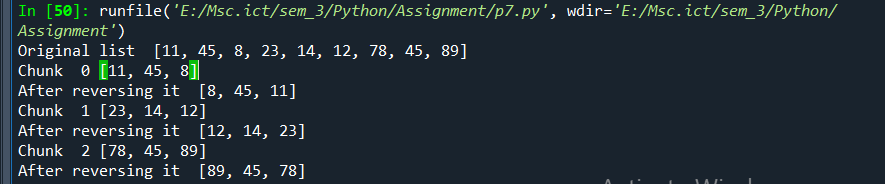 In [50]: runfile('E:/Msc.ict/sem_3/Python/Assignment/p7.py', wdir='E:/Msc.ict/sem_3/Python/
Assignment')
Original list  [11, 45, 8, 23, 14, 12, 78, 45, 89]
Chunk  0 [11, 45, 8]
After reversing it  [8, 45, 11]
Chunk  1 [23, 14, 12]
After reversing it  [12, 14, 23]
Chunk  2 [78, 45, 89]
After reversing it  [89, 45, 78]